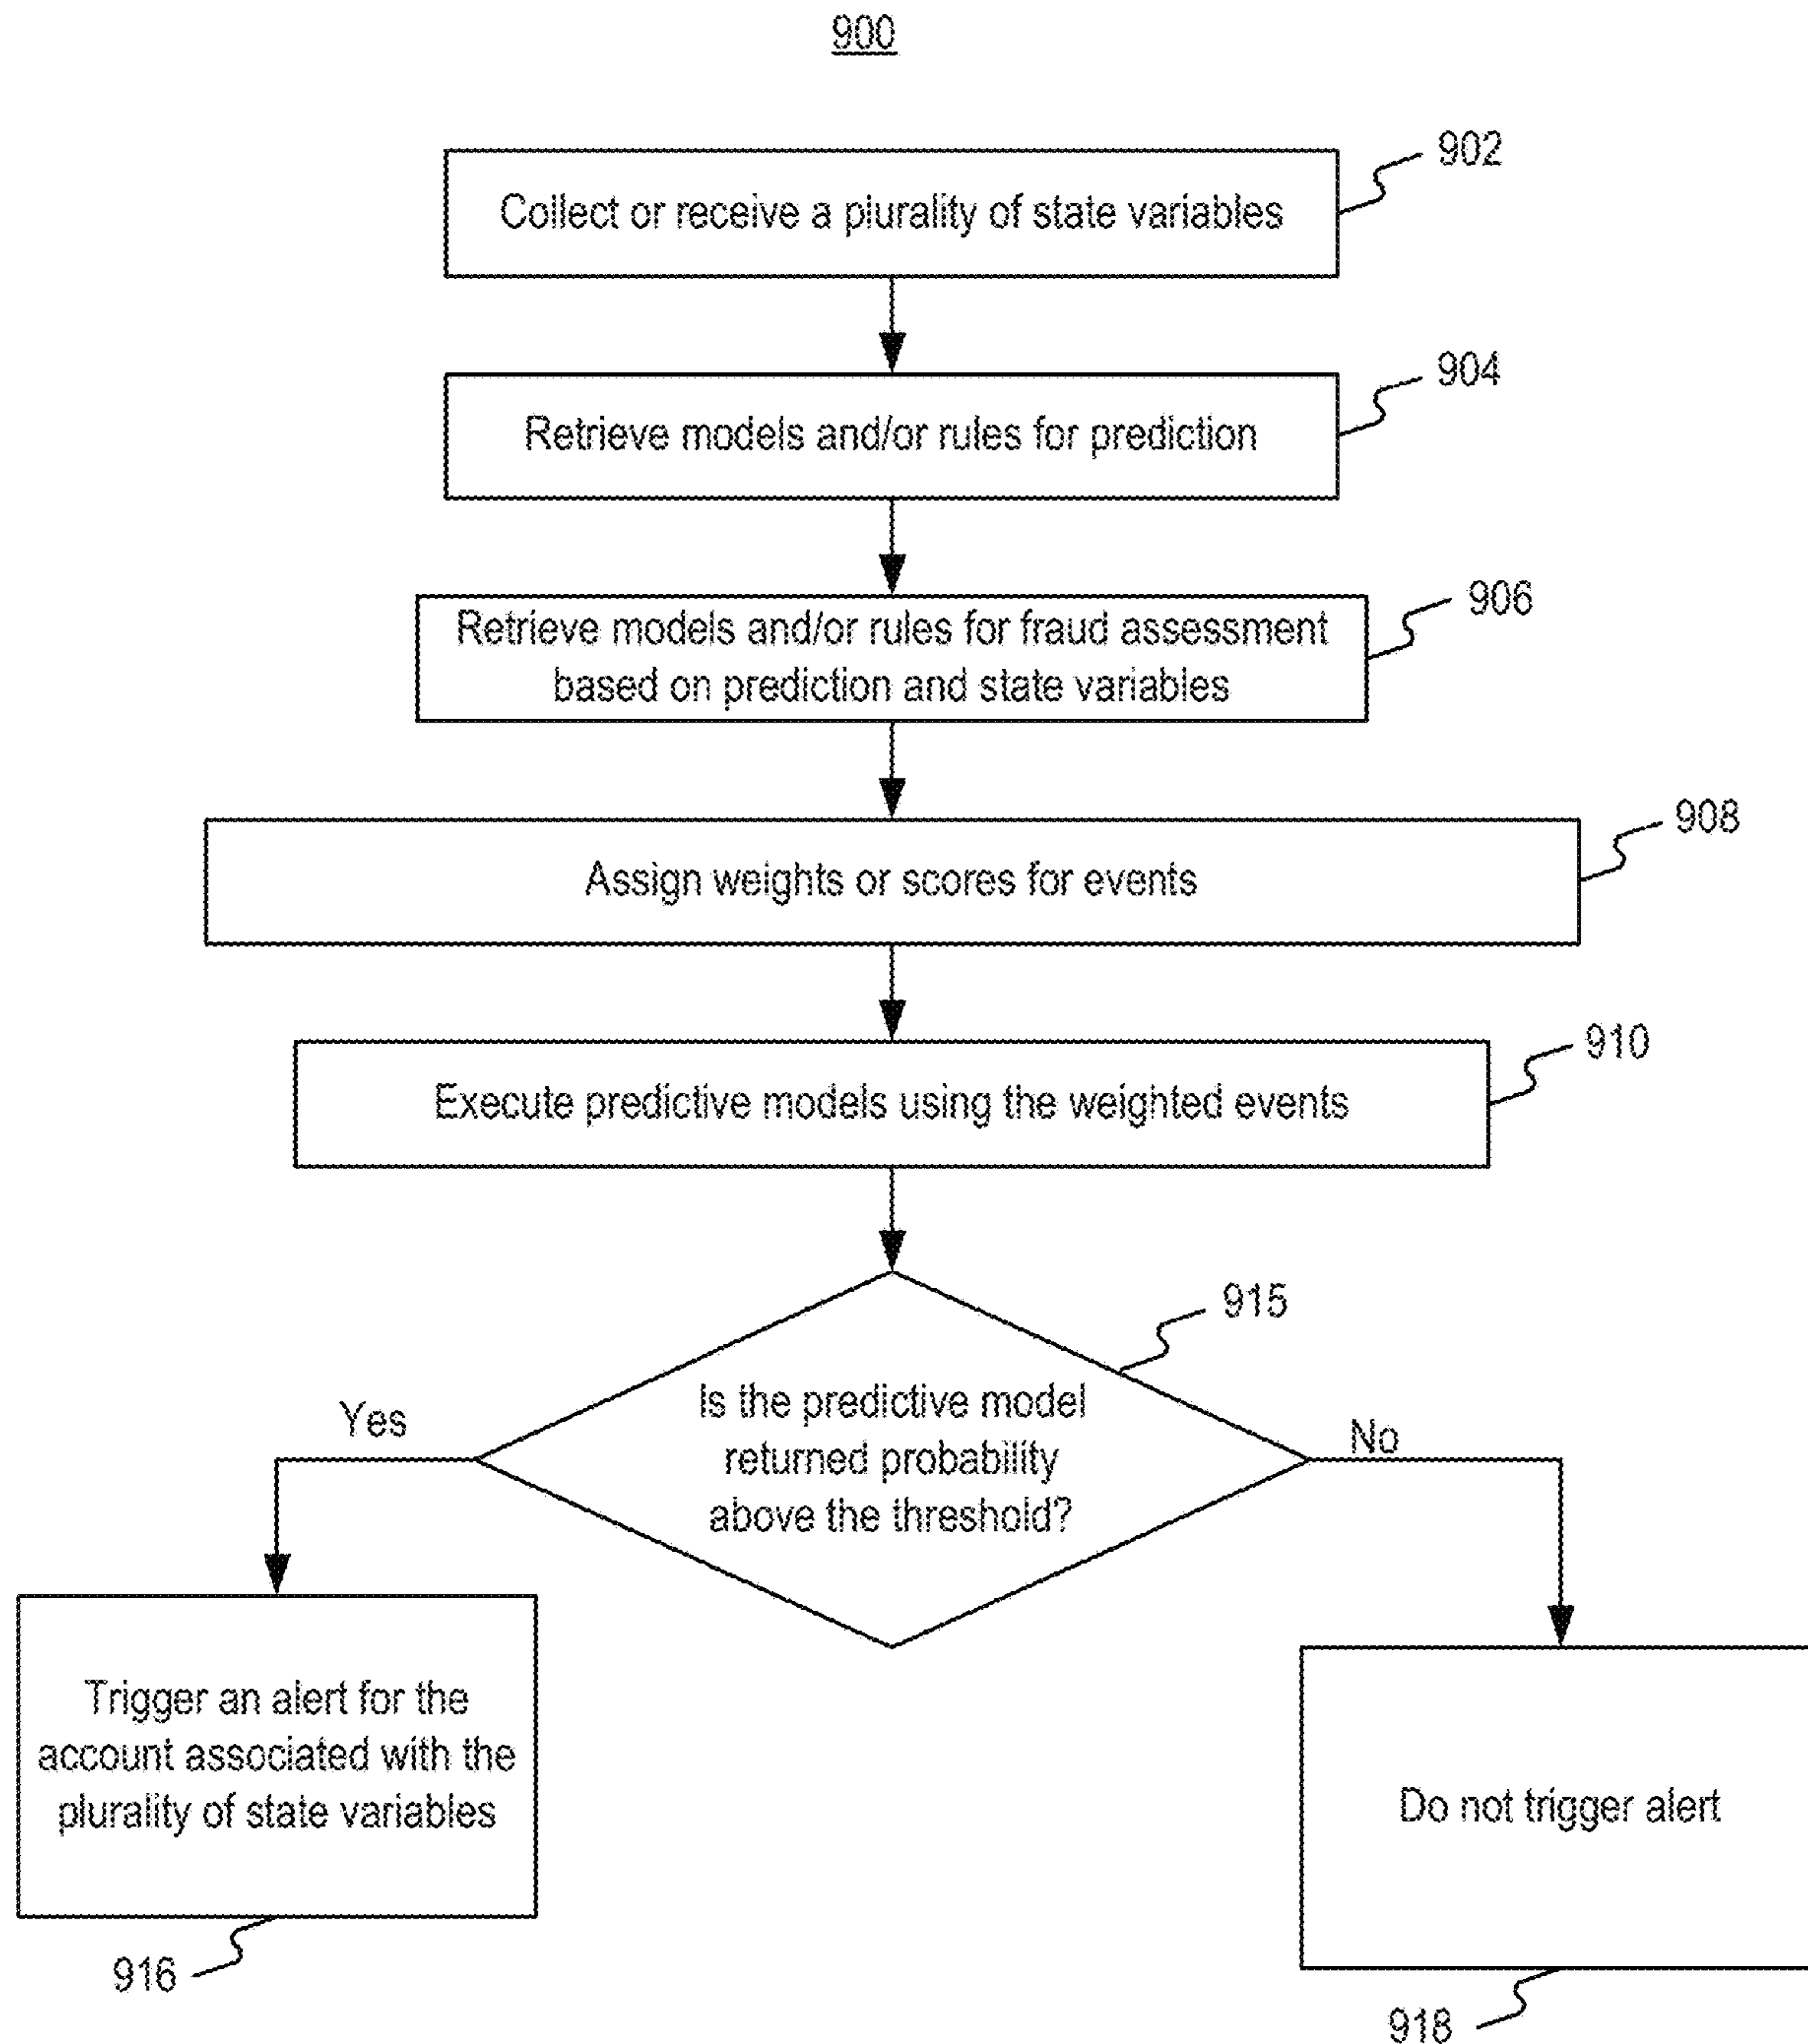 900
902
Collect or receive a plurality of state variables
904
Retrieve models and/or rules for prediction
906
Retrieve models and/or rules for fraud assessment
based on prediction and state variables
908
Assign weights or scores for events
910
Execute predictive models using the weighted events
915
Is the predictive model
returned probability
above the threshold?
Yes
No
Trigger an alert for the
account associated with the
plurality of state variables
Do not trigger alert
916
918